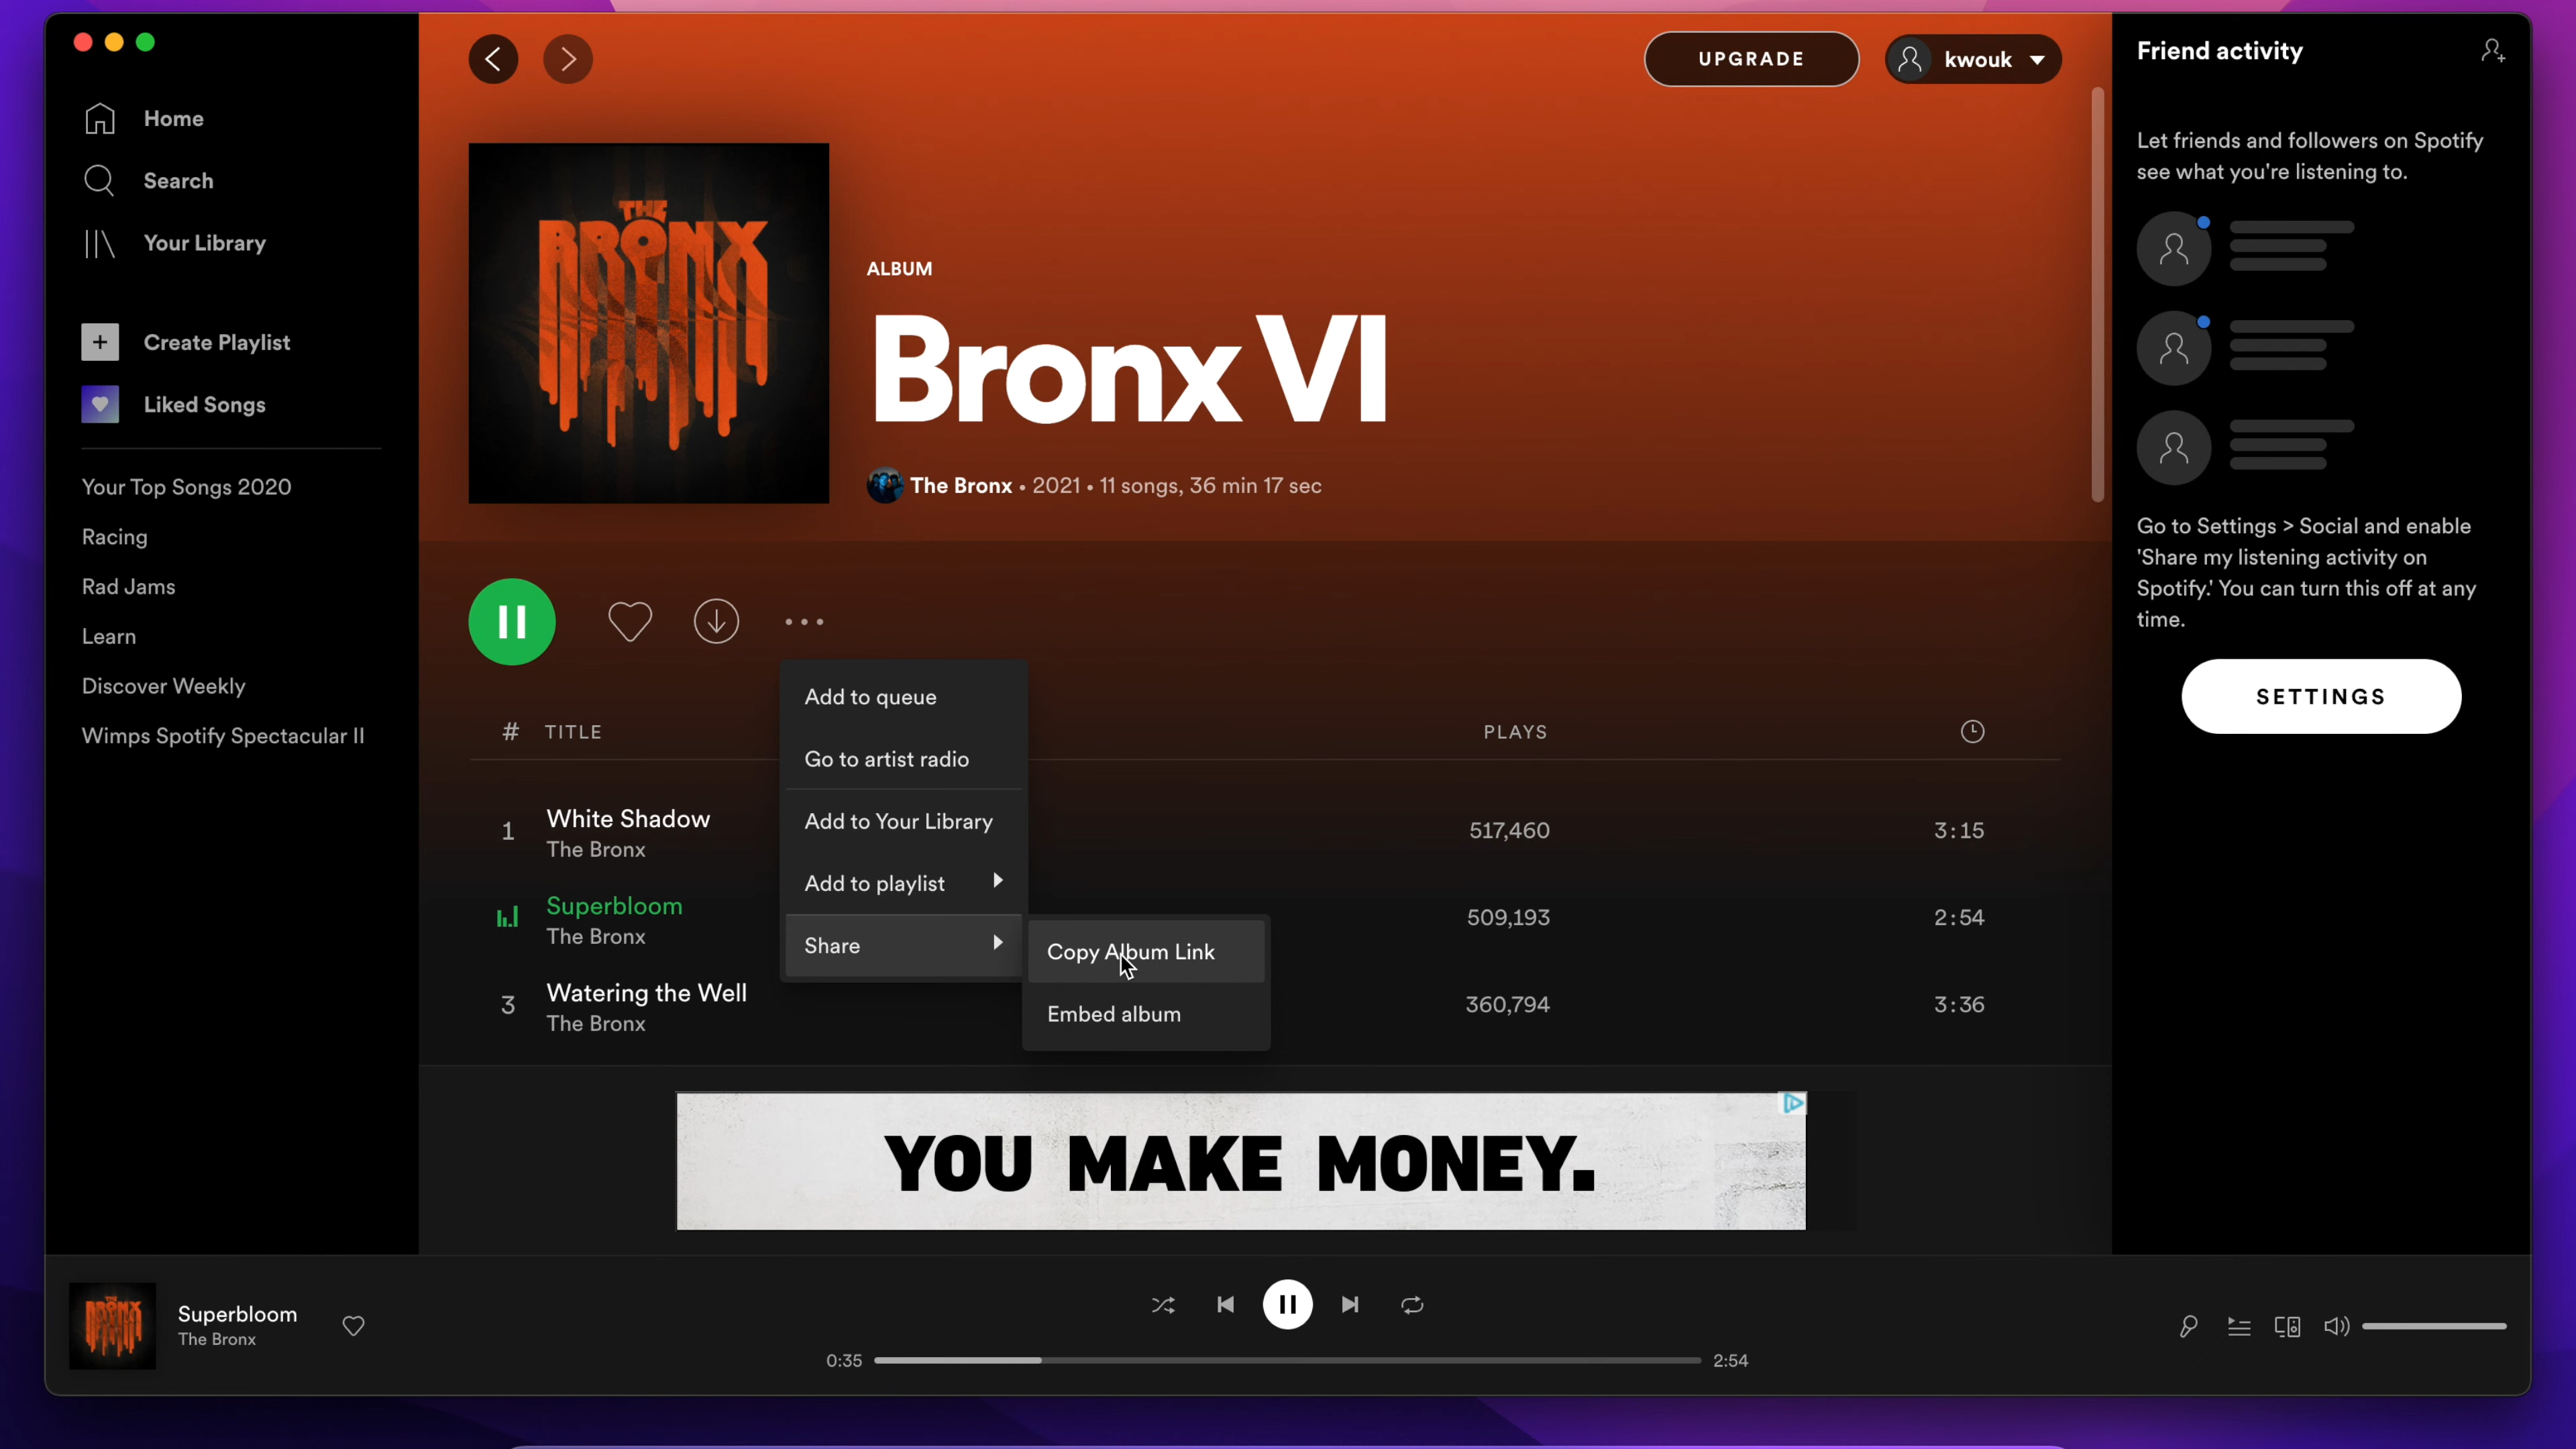 Home
Search
Your Library
Create Playlist
Liked Songs
Your Top Songs 2020
Racing
Rad Jams
Learn
Discover Weekly
Wimps Spotify Spectacular II
UPGRADE
kwouk
THE
BRONX
ALBUM
Bronx VI
The Bronx • 2021 • 11 songs, 36 min 17 sec
Add to queue
Go to artist radio
Add to Your Library
Add to playlist
Share
Copy Album Link
Embed album
# TITLE PLAYS
1 White Shadow 517,460 3:15
The Bronx
Superbloom 509,193 2:54
The Bronx
3 Watering the Well 360,794 3:36
The Bronx
YOU MAKE MONEY.
Friend activity
Let friends and followers on Spotify
see what you're listening to.
Go to Settings > Social and enable
'Share my listening activity on
Spotify.' You can turn this off at any
time.
SETTINGS
THE
BRONX
Superbloom
The Bronx
0:35 2:54